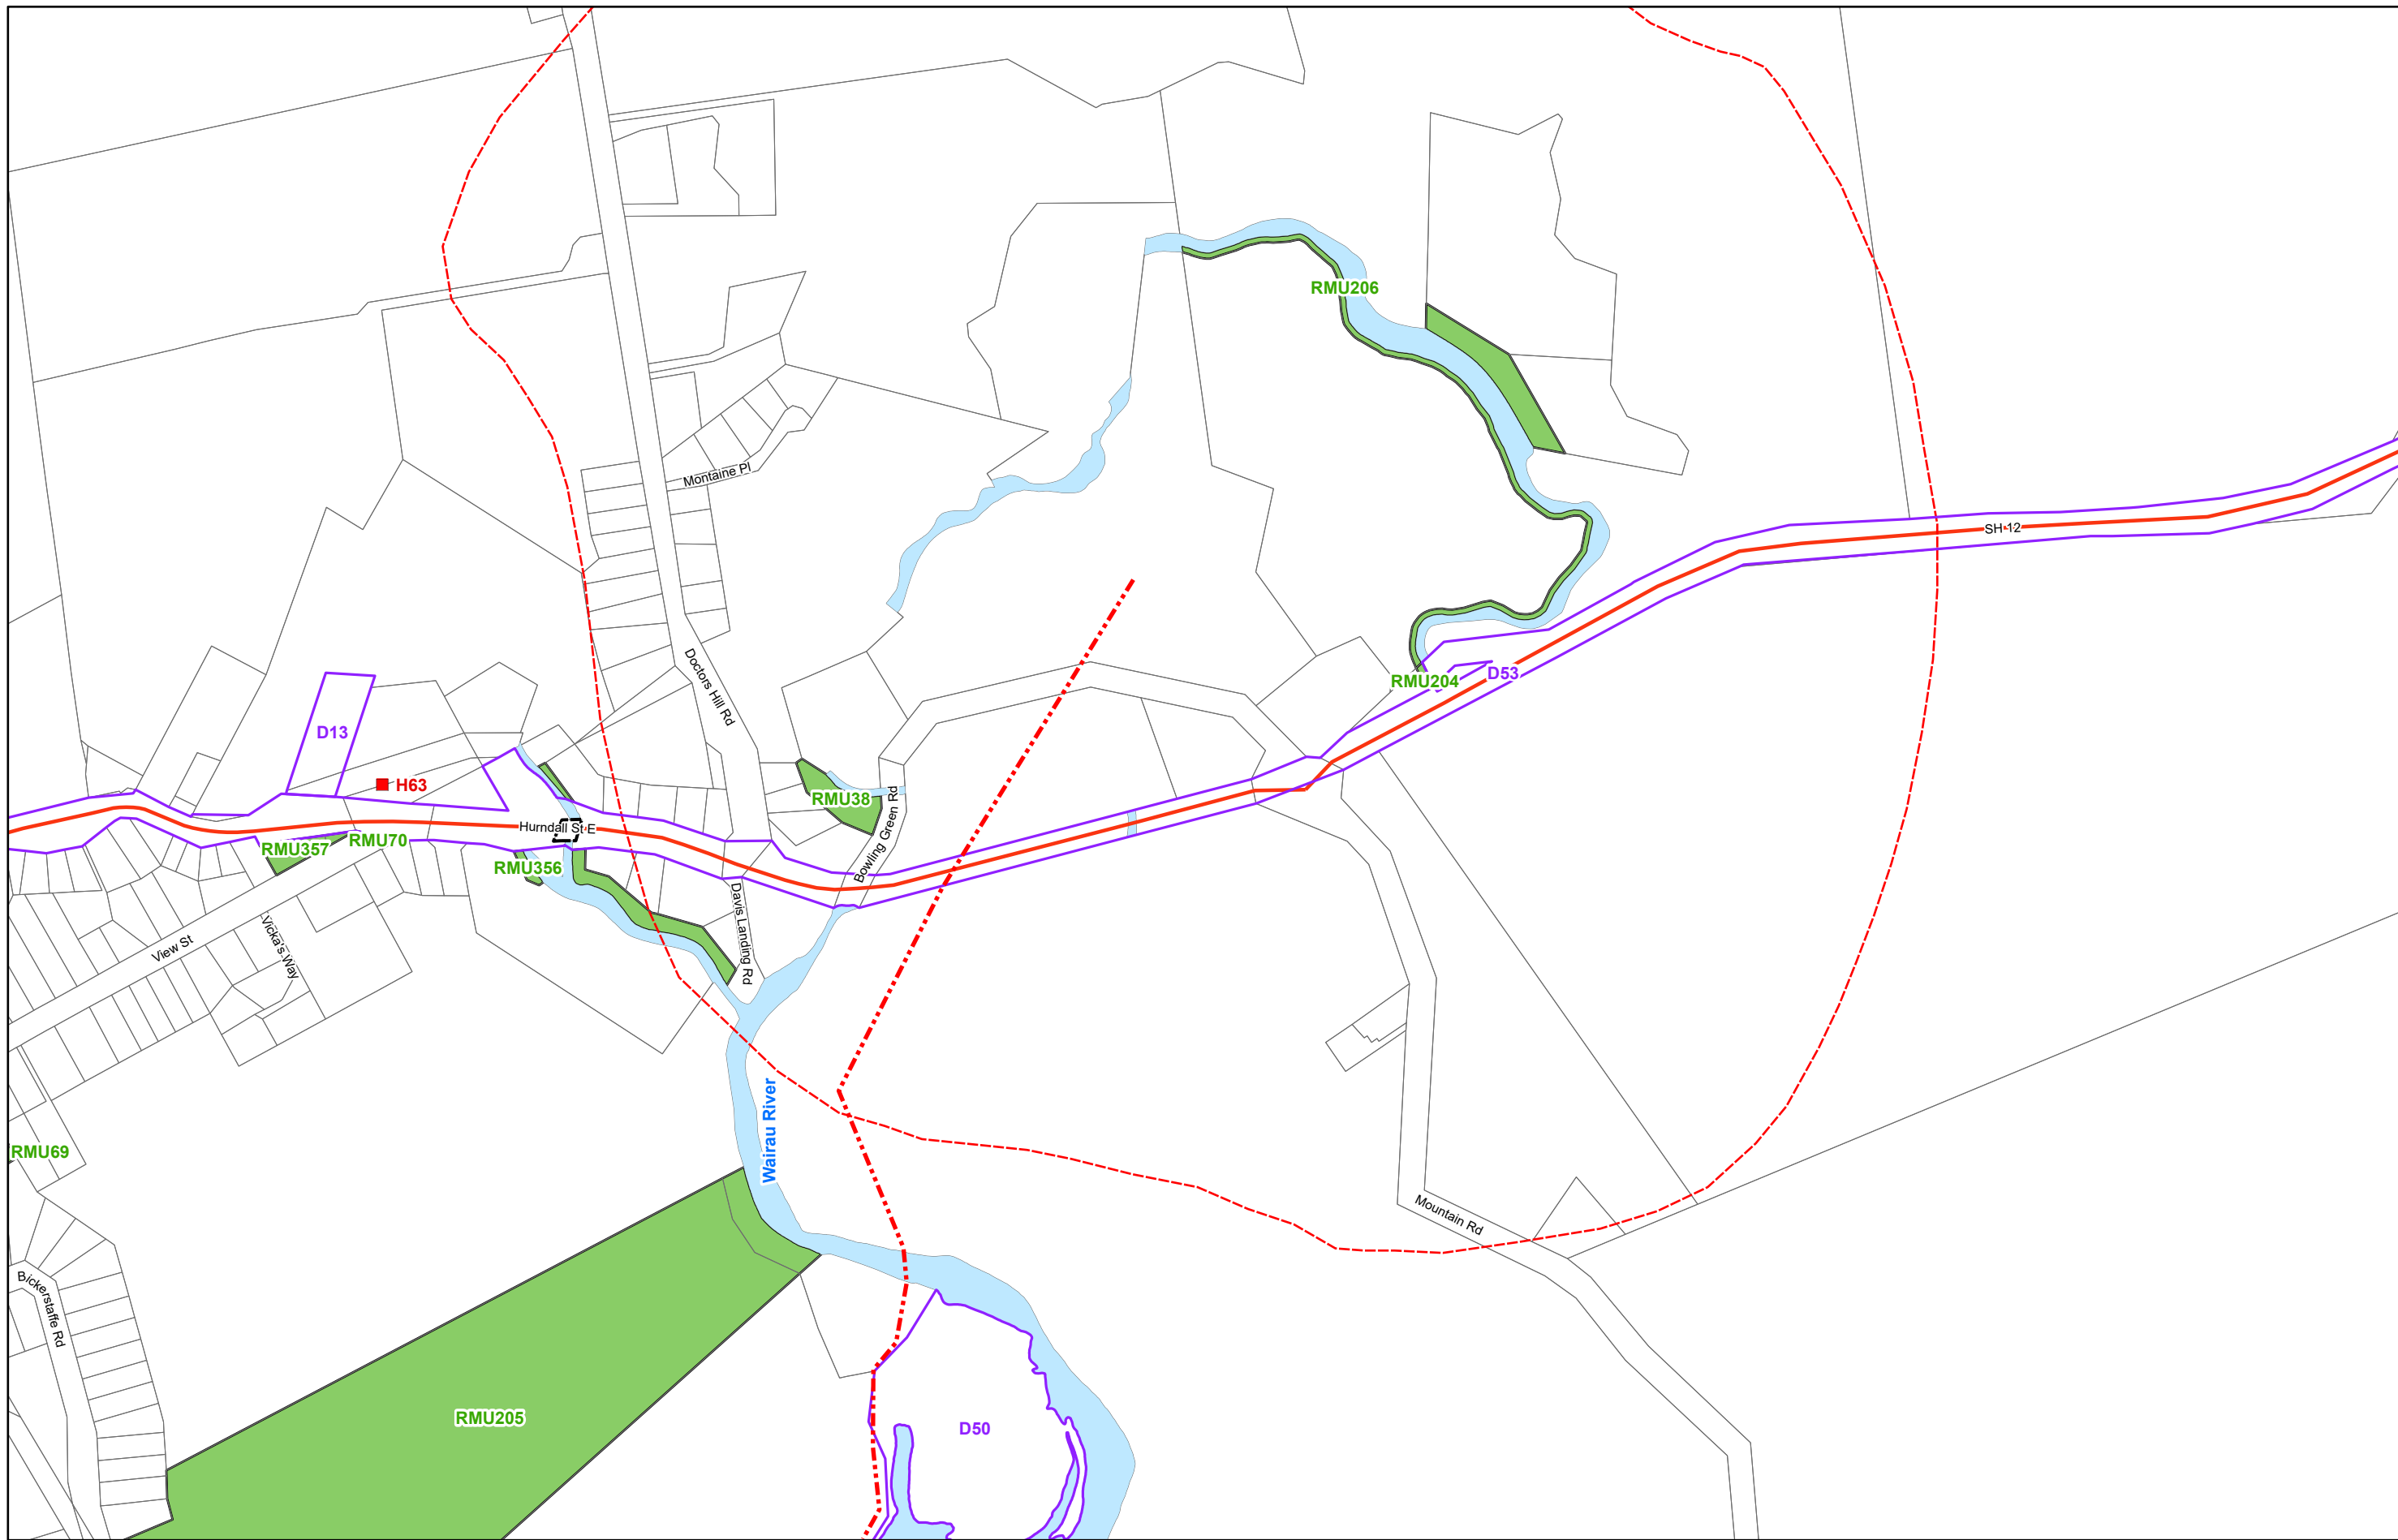 RMU206
Montaine Pl
SH 12
Doctors Hill Rd
RMU204
D53
D13
H63
RMU38
Hurndall St E
RMU70
RMU357
RMU356
Bowling Green Rd
Davis Landing Rd
View St
Vicka's Way
Wairau River
RMU69
Mountain Rd
Bickerstaffe Rd
RMU205
D50